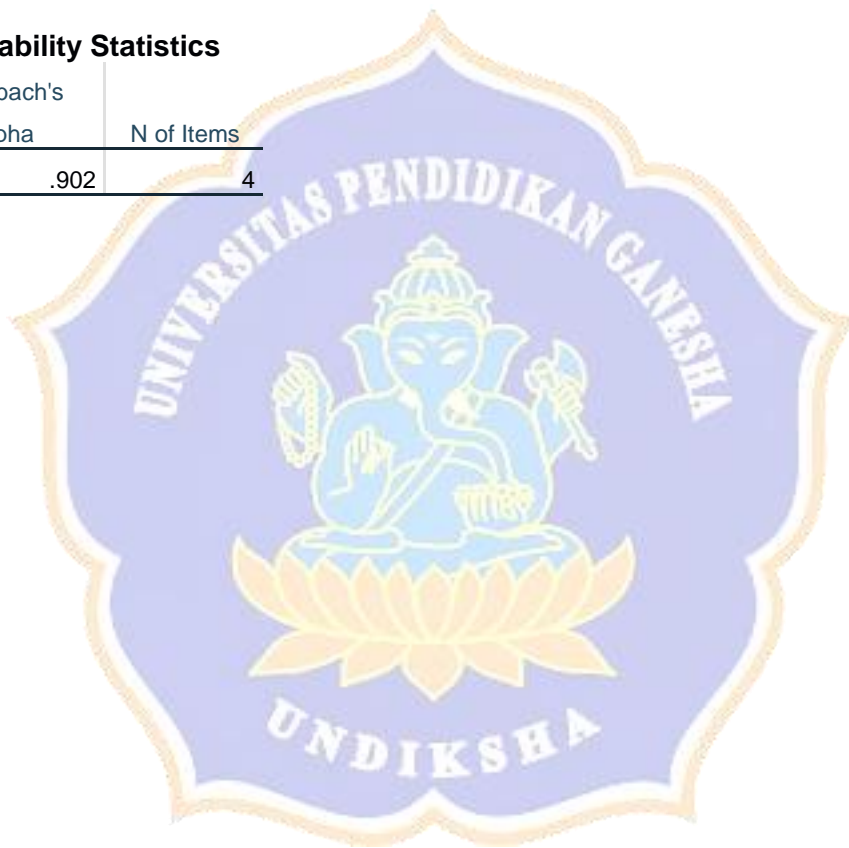 ability Statistics
bach's
pha N of Items
.902 4
UNIVERSITAS PENDIDIKAN GANESHA
UNDIKSHA